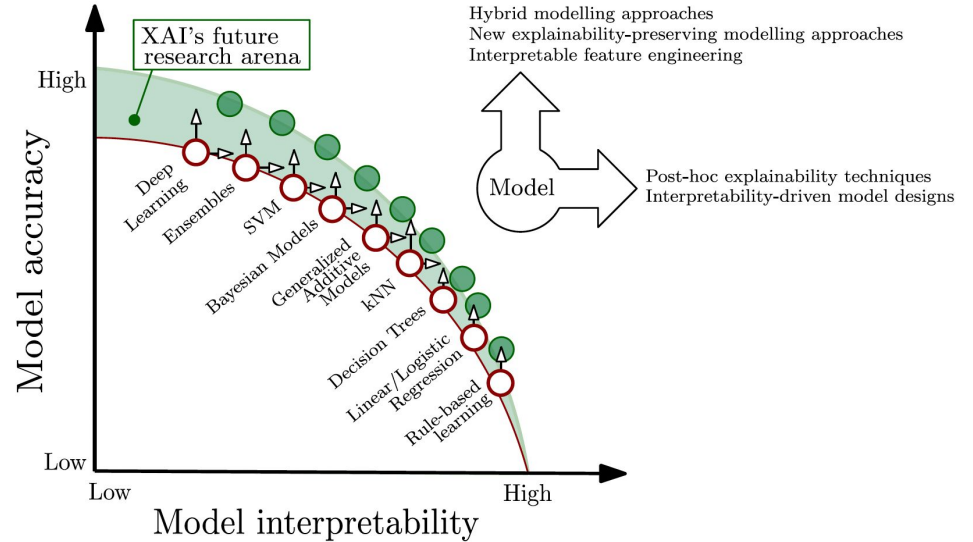 XAI's future
research arena
Hybrid modelling approaches
New explainability-preserving modelling approaches
Interpretable feature engineering
High
Model accuracy
Low
Deep
Learning
Ensembles
SVM
Bayesian Models
Generalized
Additive
Models
kNN
Decision Trees
Linear/Logistic
Regression
Rule-based
learning
Model
Post-hoc explainability techniques
Interpretability-driven model designs
Low
High
Model interpretability